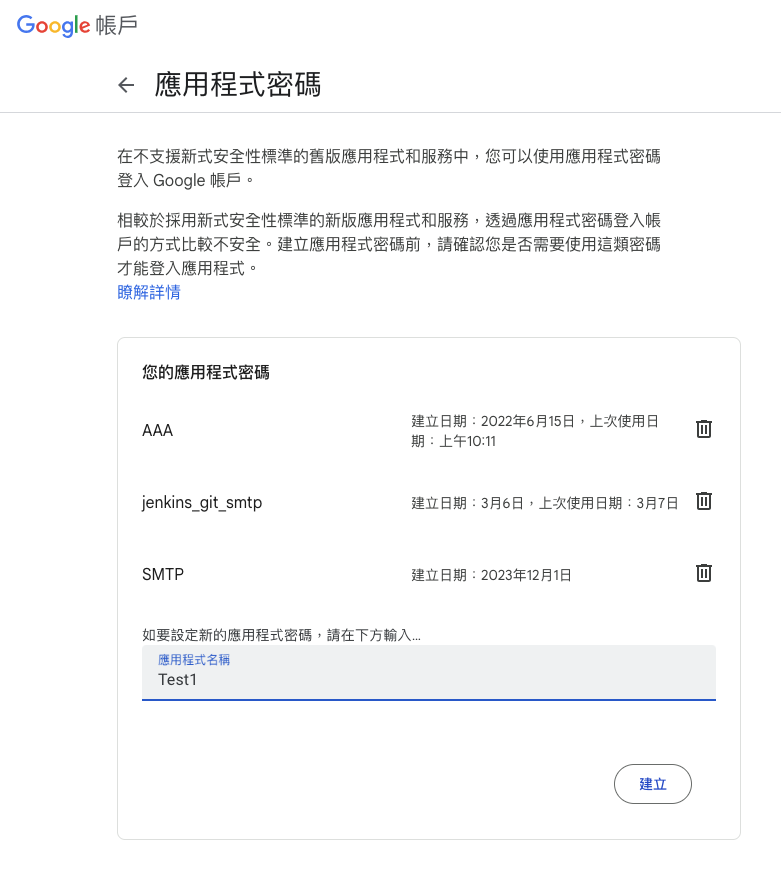 Google 帳戶
應用程式密碼
在不支援新式安全性標準的舊版應用程式和服務中，您可以使用應用程式密碼
登入 Google 帳戶。
相較於採用新式安全性標準的新版應用程式和服務，透過應用程式密碼登入帳
戶的方式比較不安全。建立應用程式密碼前，請確認您是否需要使用這類密碼
才能登入應用程式。
瞭解詳情
您的應用程式密碼
AAA
建立日期：2022年6月15日，上次使用日
期：上午10:11
jenkins_git_smtp
建立日期：3月6日，上次使用日期：3月7日
SMTP
建立日期：2023年12月1日
如要設定新的應用程式密碼，請在下方輸入...
應用程式名稱
Test1
建立